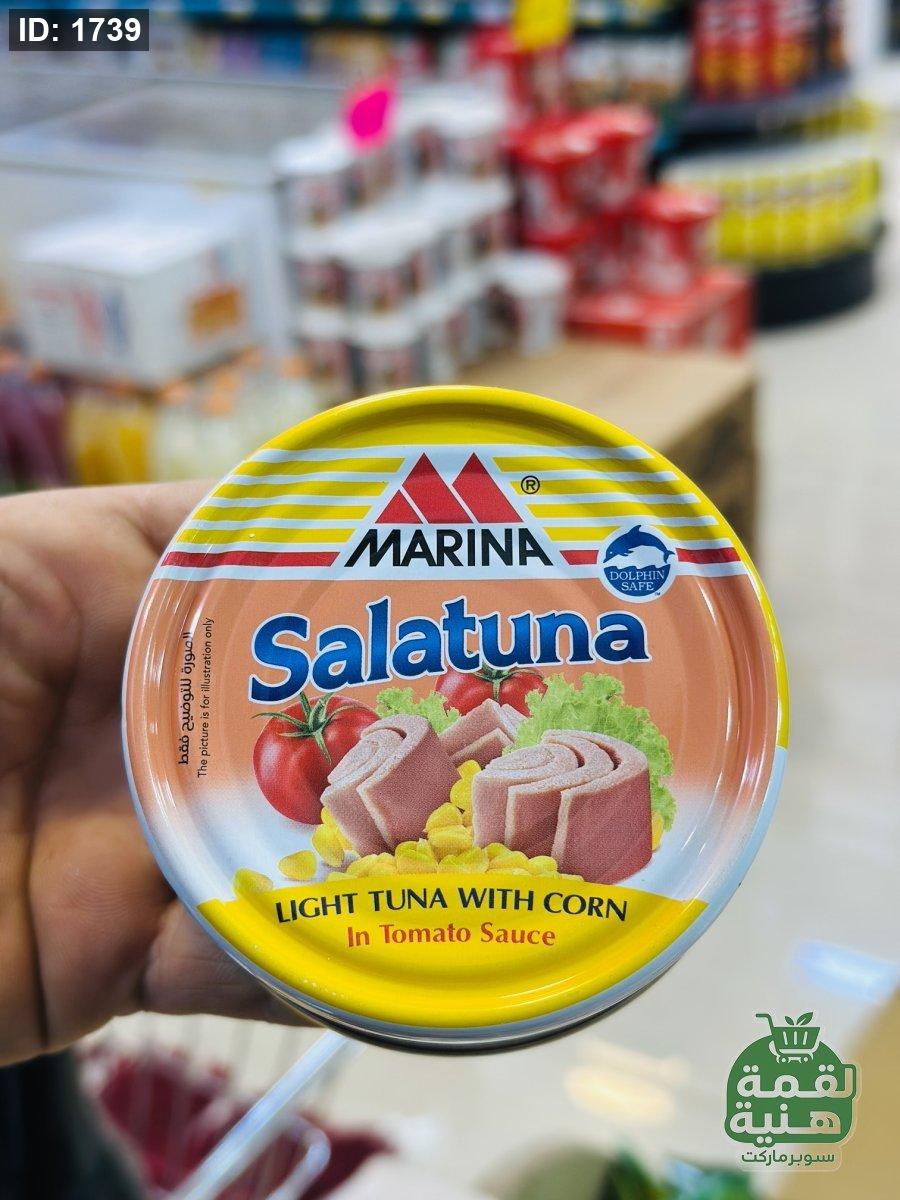 ID: 1739
MARINA®
DOLPHIN
SAFE™
Salatuna
الصورة للتوضيح فقط
The picture is for illustration only
LIGHT TUNA WITH CORN
In Tomato Sauce
لقمة
هنية
سوبرماركت